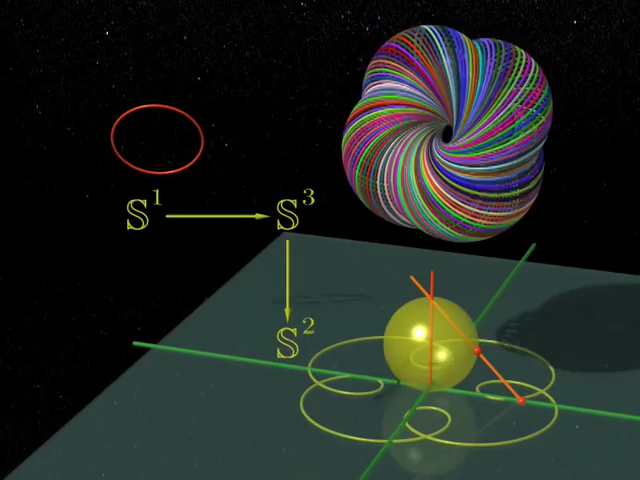 𝕊¹ → 𝕊³
↓
𝕊²